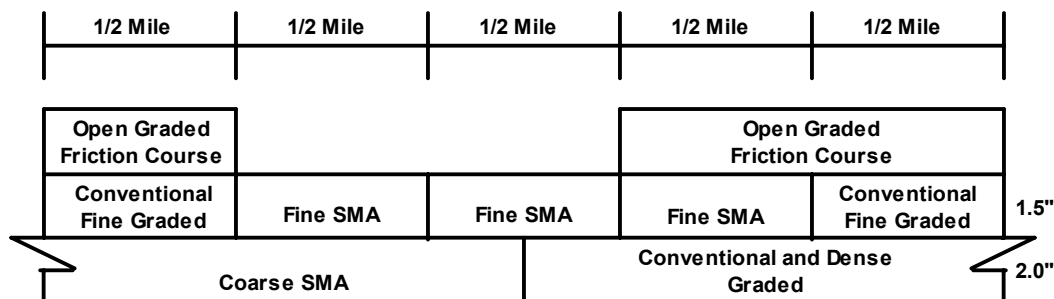 1/2 Mile
1/2 Mile
1/2 Mile
1/2 Mile
1/2 Mile
Open Graded
Friction Course
Open Graded
Friction Course
Conventional
Fine Graded
Fine SMA
Fine SMA
Fine SMA
Conventional
Fine Graded
1.5"
Coarse SMA
Conventional and Dense
Graded
2.0"